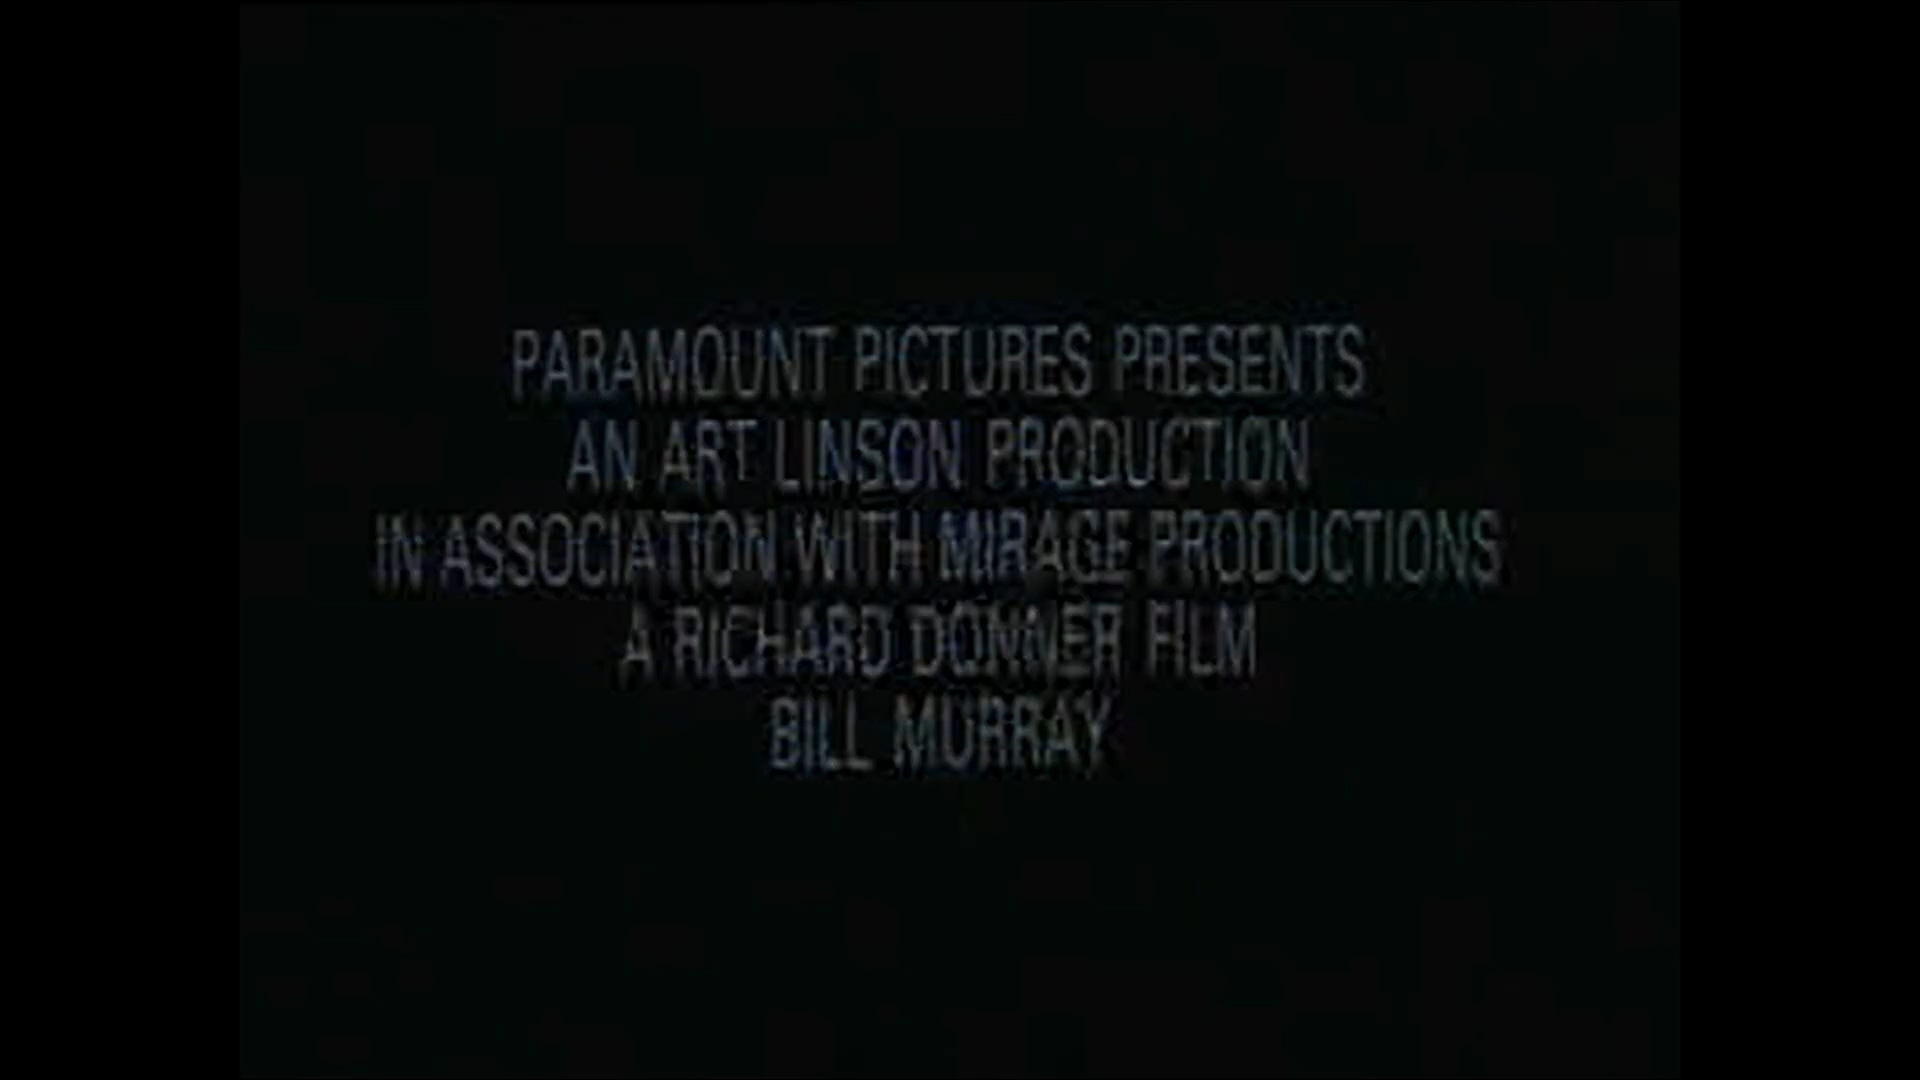 PARAMOUNT PICTURES PRESENTS
AN ART LINSON PRODUCTION
IN ASSOCIATION WITH MIRAGE PRODUCTIONS
A RICHARD DONNER FILM
BILL MURRAY